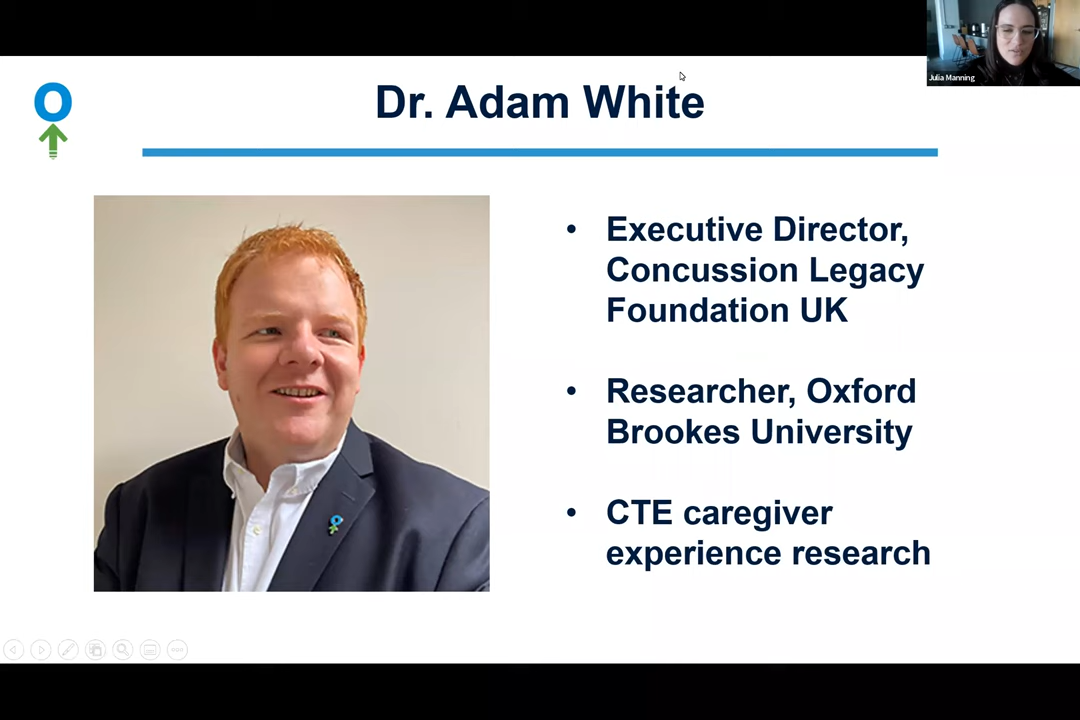 Julia Manning
Dr. Adam White
• Executive Director,
Concussion Legacy
Foundation UK
• Researcher, Oxford
Brookes University
• CTE caregiver
experience research